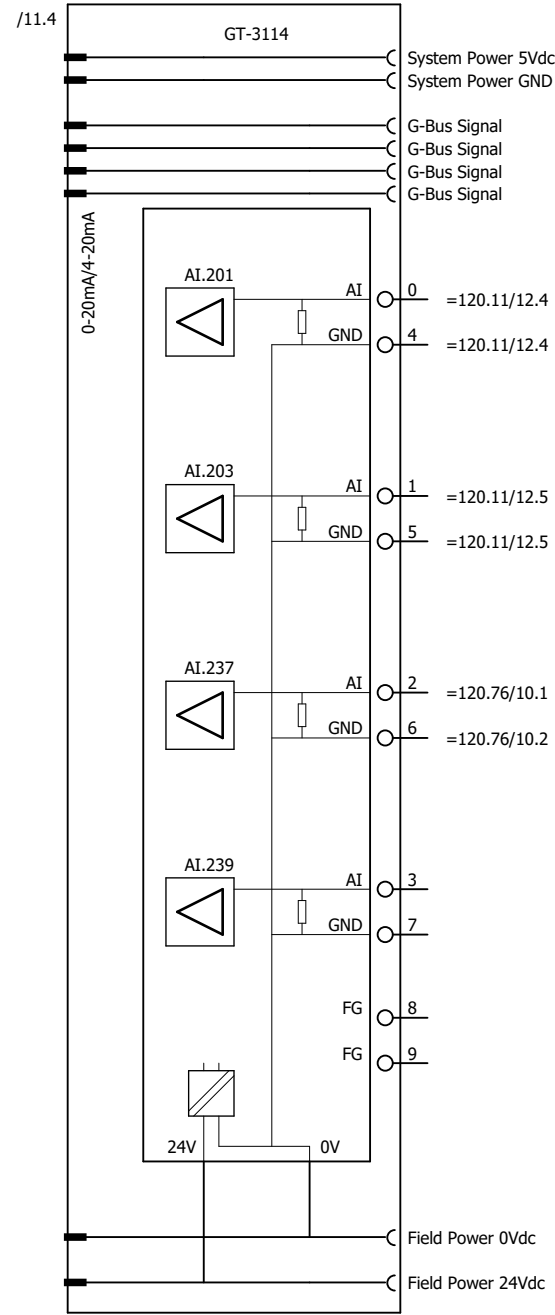 /11.4
GT-3114
System Power 5Vdc
System Power GND
G-Bus Signal
G-Bus Signal
G-Bus Signal
G-Bus Signal
0-20mA/4-20mA
AI.201
AI 0 =120.11/12.4
GND 4 =120.11/12.4
AI.203
AI 1 =120.11/12.5
GND 5 =120.11/12.5
AI.237
AI 2 =120.76/10.1
GND 6 =120.76/10.2
AI.239
AI 3
GND 7
FG 8
FG 9
24V 0V
Field Power 0Vdc
Field Power 24Vdc